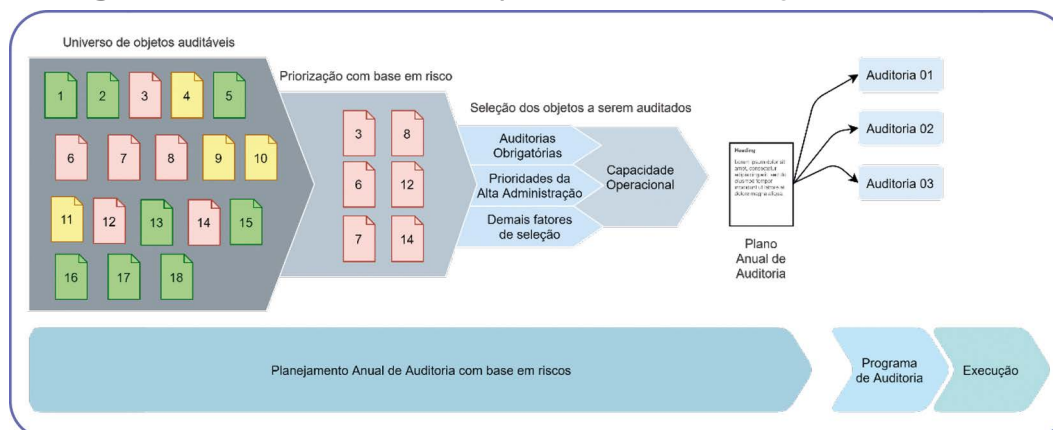 Universo de objetos auditáveis
1 2 3 4 5
6 7 8 9 10
11 12 13 14 15
16 17 18
Priorização com base em risco
3 8
6 12
7 14
Seleção dos objetos a serem auditados
Auditorias
Obrigatórias
Prioridades da
Alta Administração
Demais fatores
de seleção
Capacidade
Operacional
Heading
Plano
Anual de
Auditoria
Auditoria 01
Auditoria 02
Auditoria 03
Planejamento Anual de Auditoria com base em riscos
Programa
de Auditoria
Execução